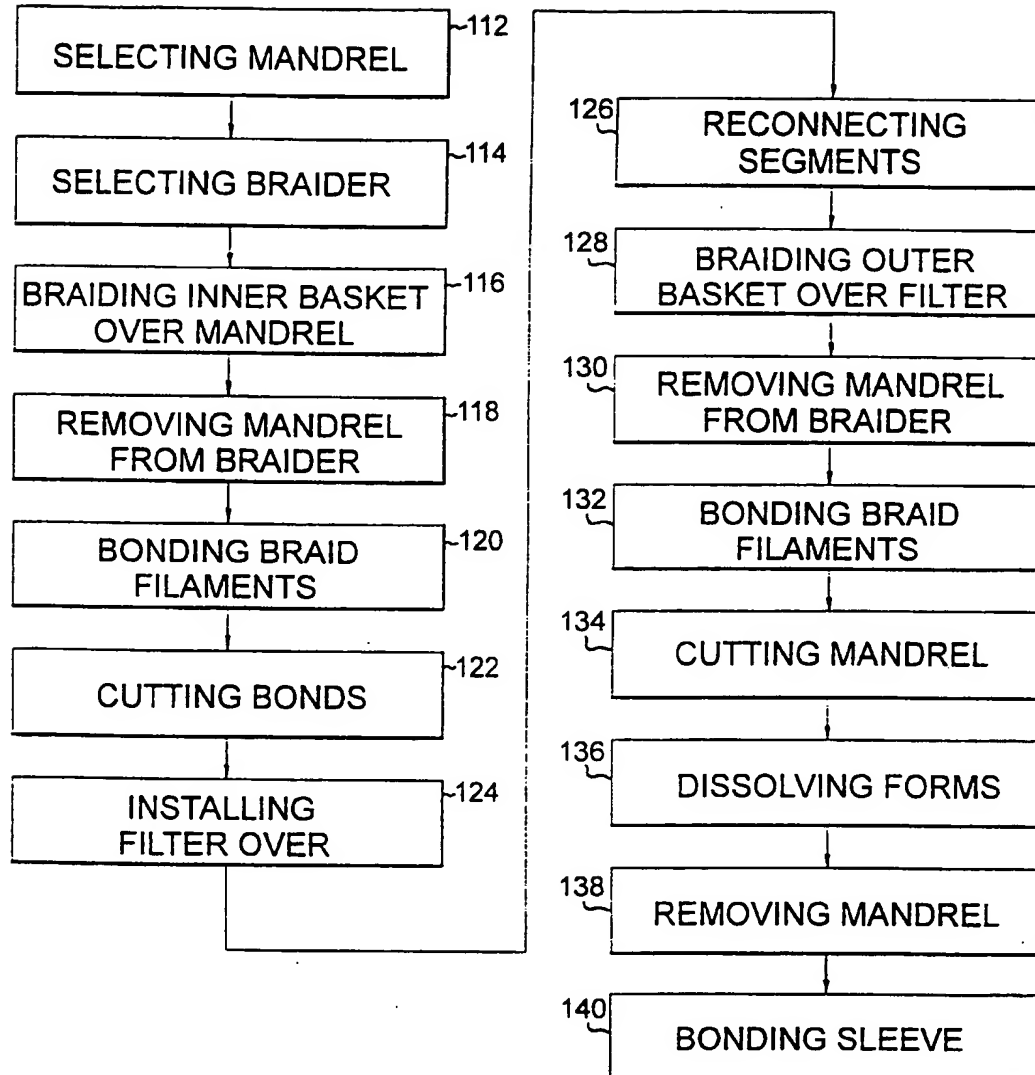 112
SELECTING MANDREL
114
SELECTING BRAIDER
116
BRAIDING INNER BASKET
OVER MANDREL
118
REMOVING MANDREL
FROM BRAIDER
120
BONDING BRAID
FILAMENTS
122
CUTTING BONDS
124
INSTALLING
FILTER OVER
126
RECONNECTING
SEGMENTS
128
BRAIDING OUTER
BASKET OVER FILTER
130
REMOVING MANDREL
FROM BRAIDER
132
BONDING BRAID
FILAMENTS
134
CUTTING MANDREL
136
DISSOLVING FORMS
138
REMOVING MANDREL
140
BONDING SLEEVE